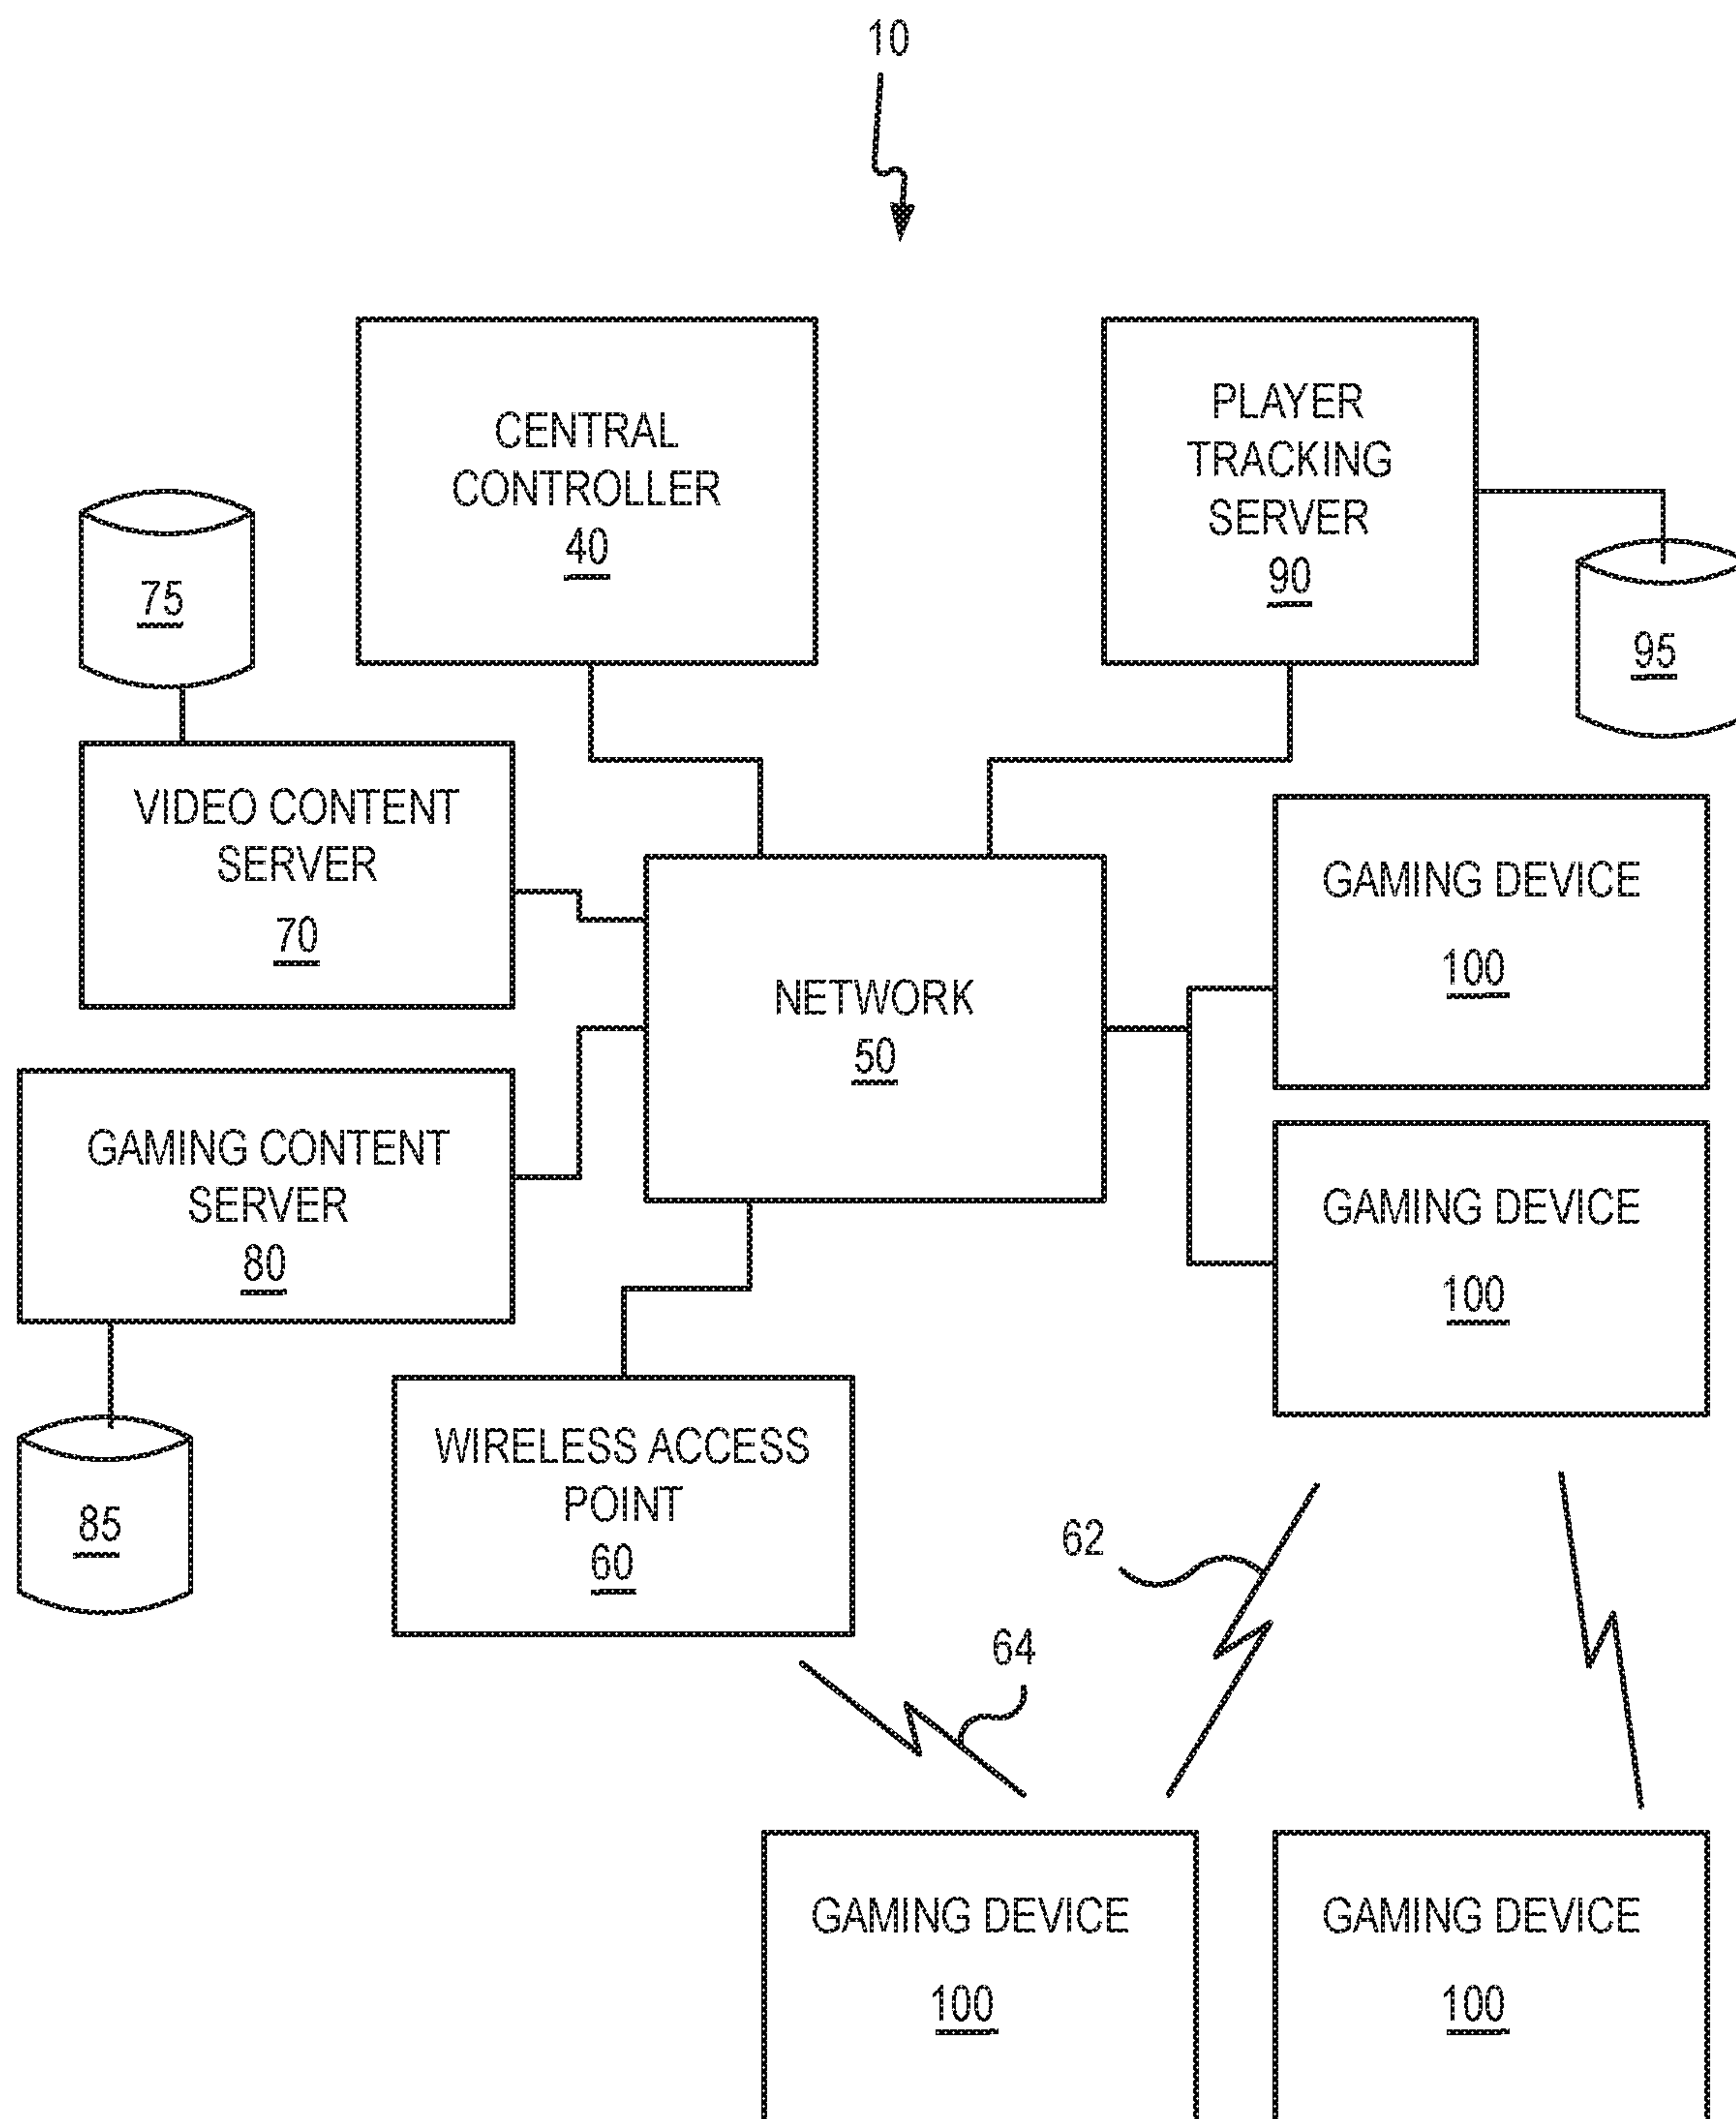 10
CENTRAL
CONTROLLER
40
PLAYER
TRACKING
SERVER
90
75
95
VIDEO CONTENT
SERVER
70
GAMING DEVICE
100
NETWORK
50
GAMING CONTENT
SERVER
80
GAMING DEVICE
100
WIRELESS ACCESS
POINT
60
85
62
64
GAMING DEVICE
100
GAMING DEVICE
100